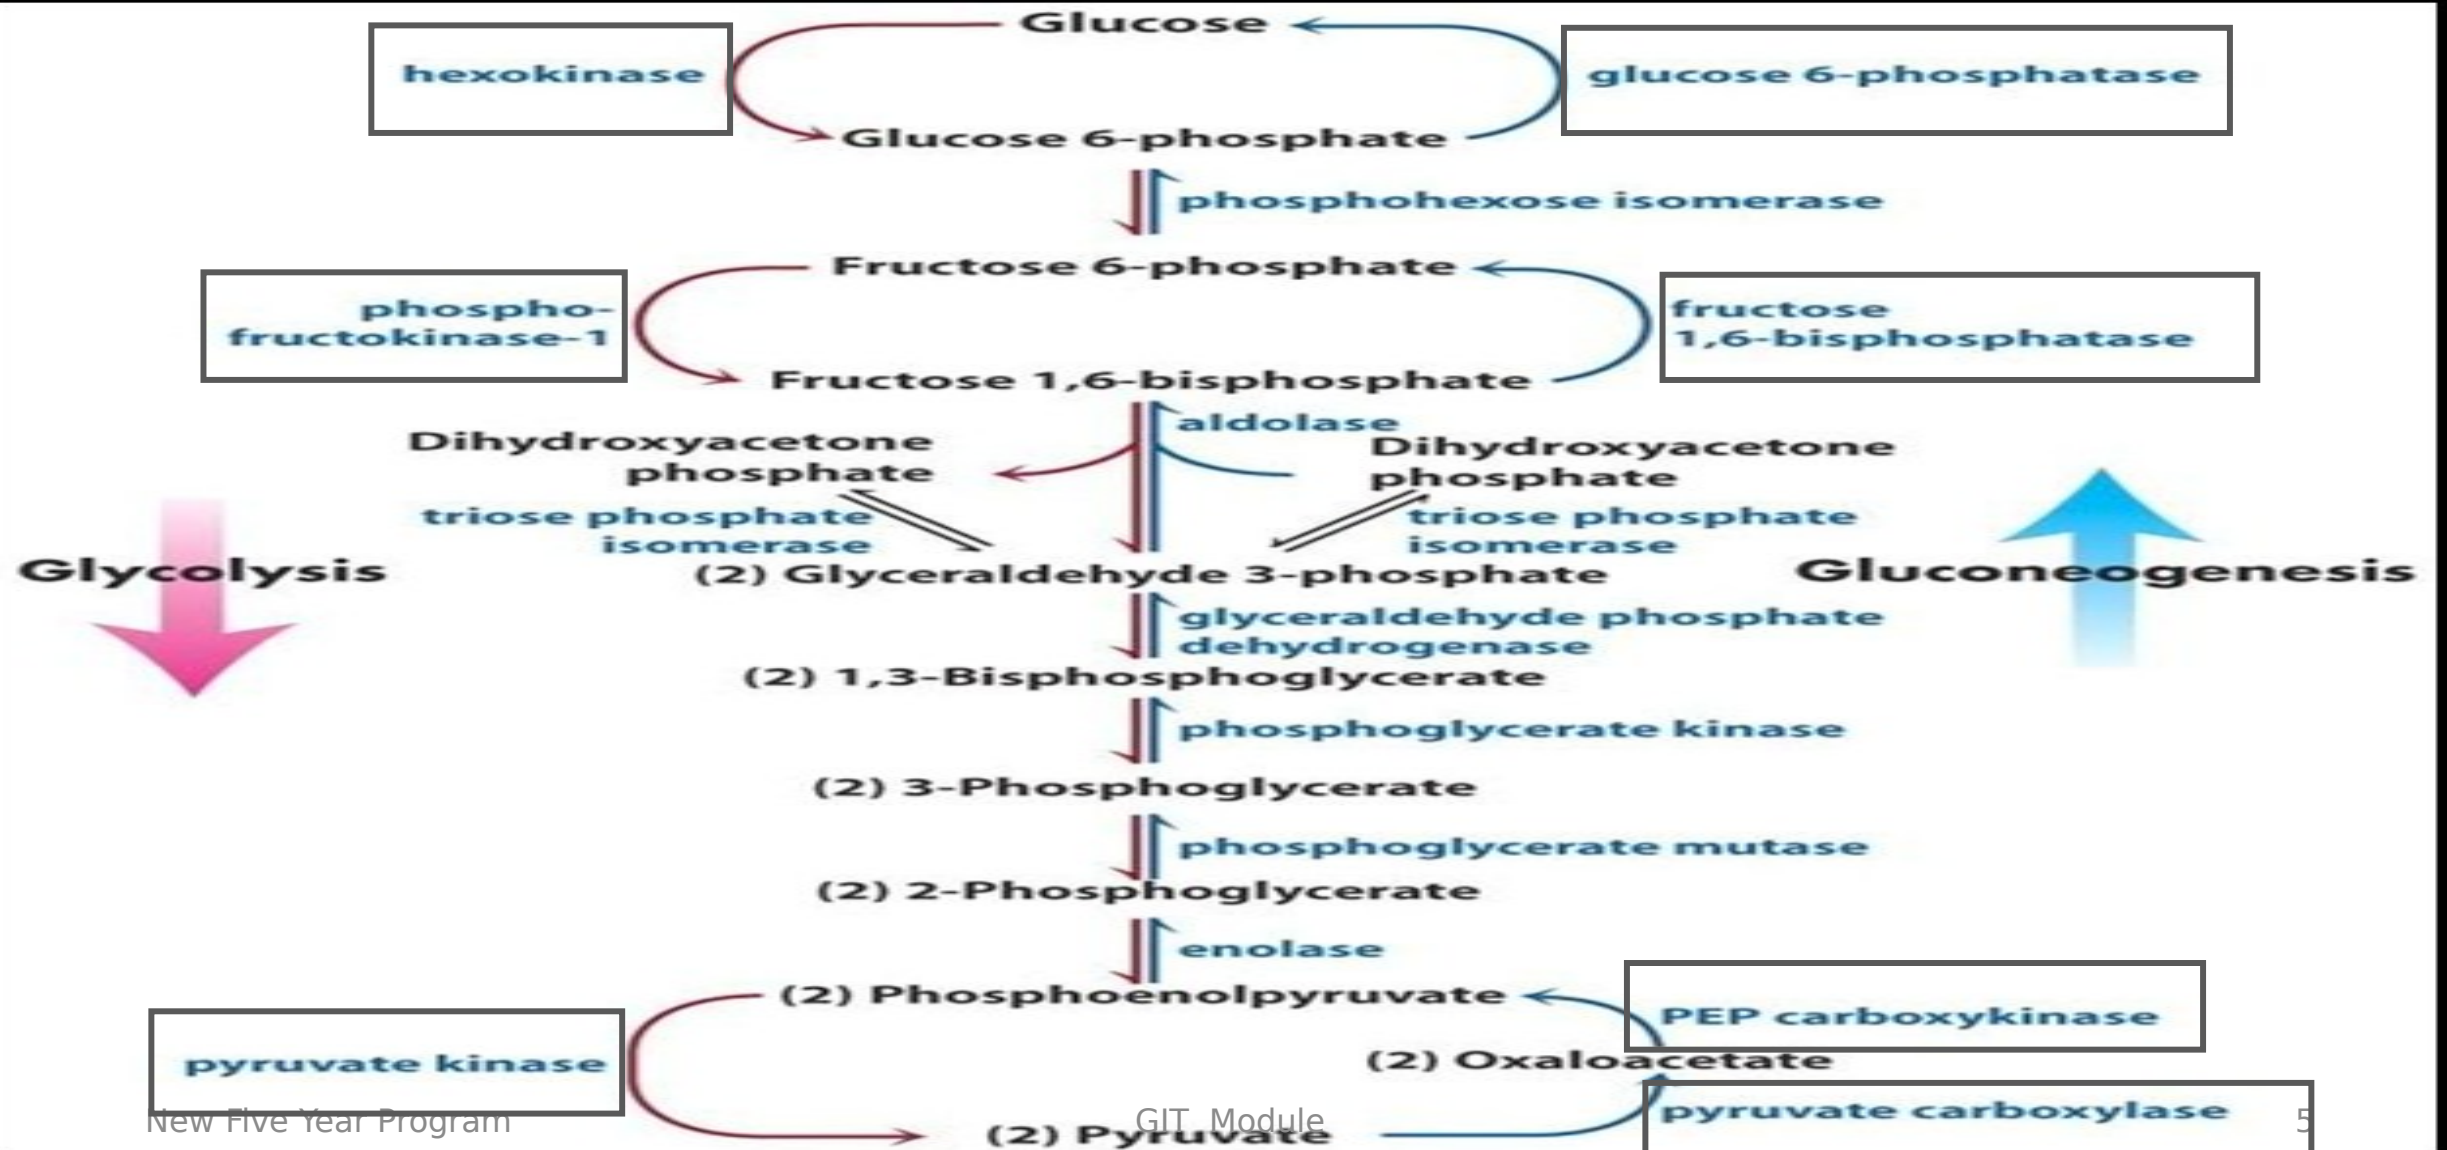 Glucose
hexokinase
glucose 6-phosphatase
Glucose 6-phosphate
phosphohexose isomerase
Fructose 6-phosphate
phospho-
fructokinase-1
fructose
1,6-bisphosphatase
Fructose 1,6-bisphosphate
aldolase
Dihydroxyacetone
phosphate
Dihydroxyacetone
phosphate
triose phosphate
isomerase
triose phosphate
isomerase
Glycolysis
(2) Glyceraldehyde 3-phosphate
Gluconeogenesis
glyceraldehyde phosphate
dehydrogenase
(2) 1,3-Bisphosphoglycerate
phosphoglycerate kinase
(2) 3-Phosphoglycerate
phosphoglycerate mutase
(2) 2-Phosphoglycerate
enolase
(2) Phosphoenolpyruvate
PEP carboxykinase
pyruvate kinase
(2) Oxaloacetate
pyruvate carboxylase
(2) Pyruvate
New Five Year Program
GIT Module
5